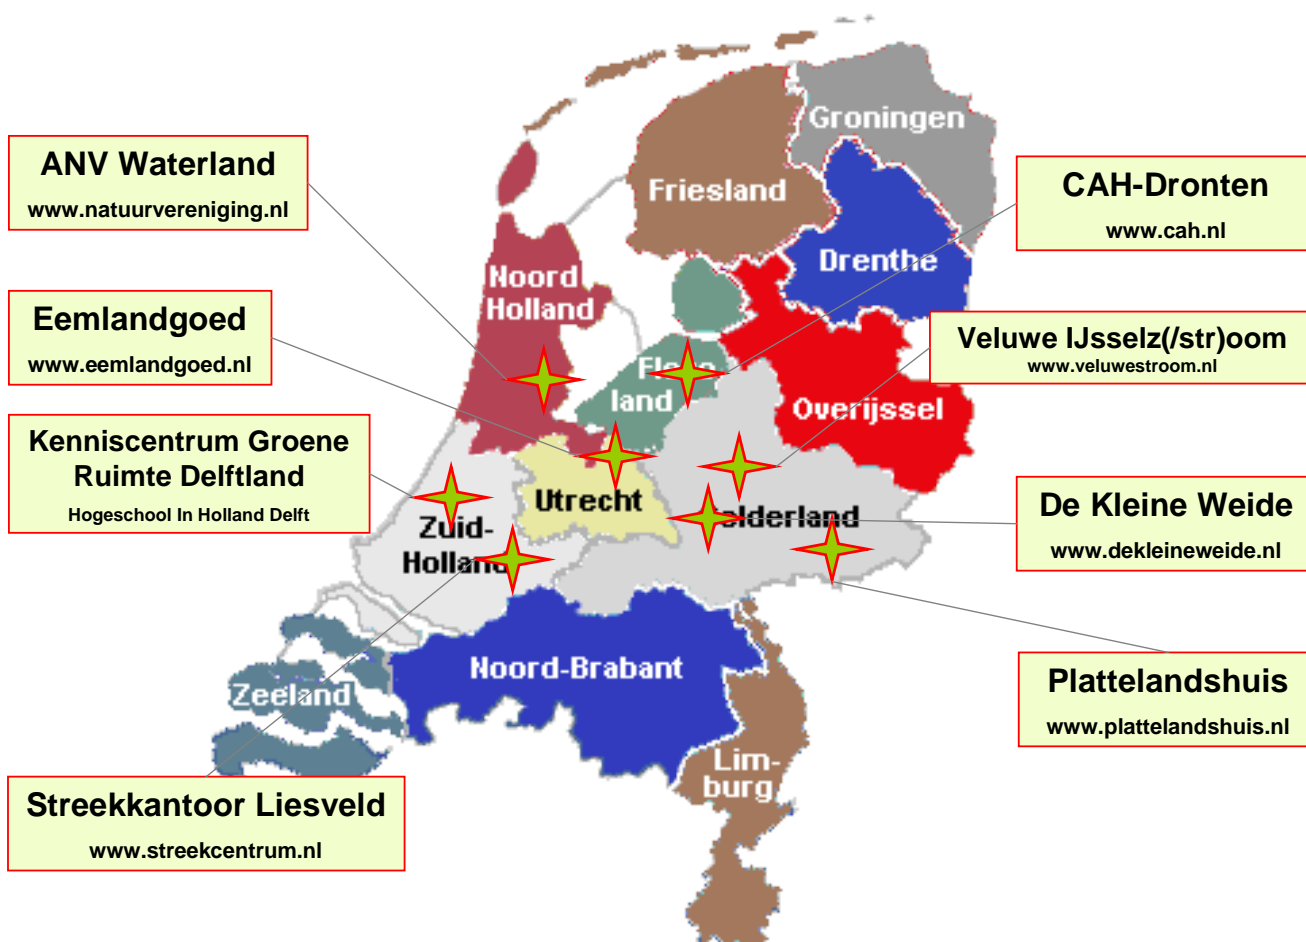 ANV Waterland
www.natuurvereniging.nl
Eemlandgoed
www.eemlandgoed.nl
Kenniscentrum Groene
Ruimte Delftland
Hogeschool In Holland Delft
Streekkantoor Liesveld
www.streekcentrum.nl
Groningen
Friesland
Drenthe
Noord
Holland
land
Overijssel
Utrecht
Zuid-
Holland
Noord-Brabant
Zeeland
Lim-
burg
CAH-Dronten
www.cah.nl
Veluwe IJsselz(/str)oom
www.veluwestroom.nl
De Kleine Weide
www.dekleineweide.nl
Plattelandshuis
www.plattelandshuis.nl